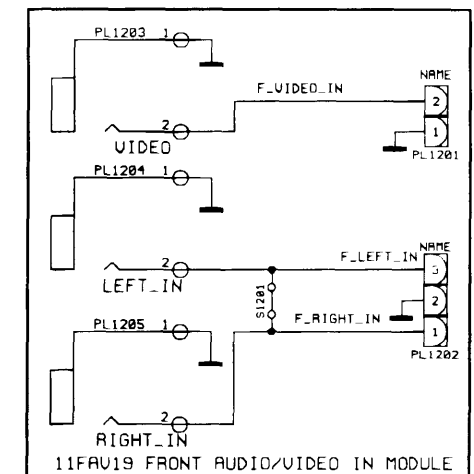 PL1203 1
F_VIDEO_IN
NAME
2
2
VIDEO
1
PL1201
PL1204 1
F_LEFT_IN
NAME
2
3
LEFT_IN
S1201
2
F_RIGHT_IN
PL1205 1
1
PL1202
2
RIGHT_IN
11FAV19 FRONT AUDIO/VIDEO IN MODULE